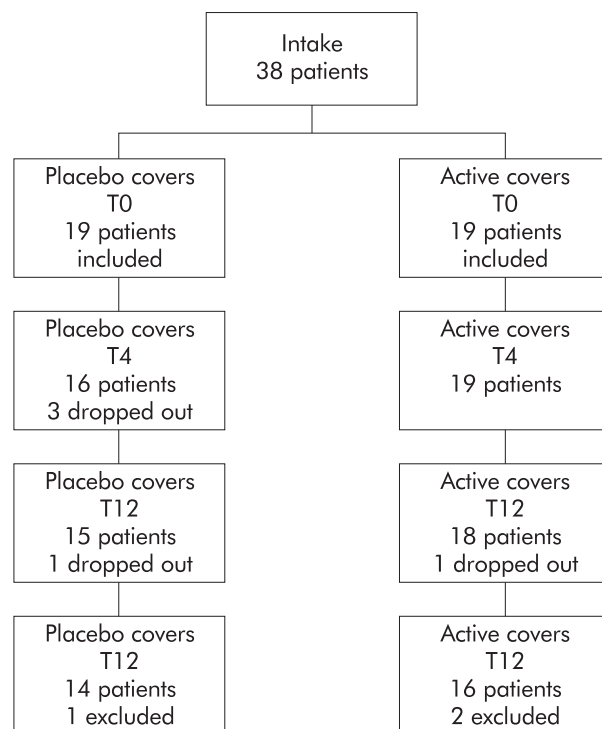 Intake
38 patients
Placebo covers
T0
19 patients
included
Active covers
T0
19 patients
included
Placebo covers
T4
16 patients
3 dropped out
Active covers
T4
19 patients
Placebo covers
T12
15 patients
1 dropped out
Active covers
T12
18 patients
1 dropped out
Placebo covers
T12
14 patients
1 excluded
Active covers
T12
16 patients
2 excluded